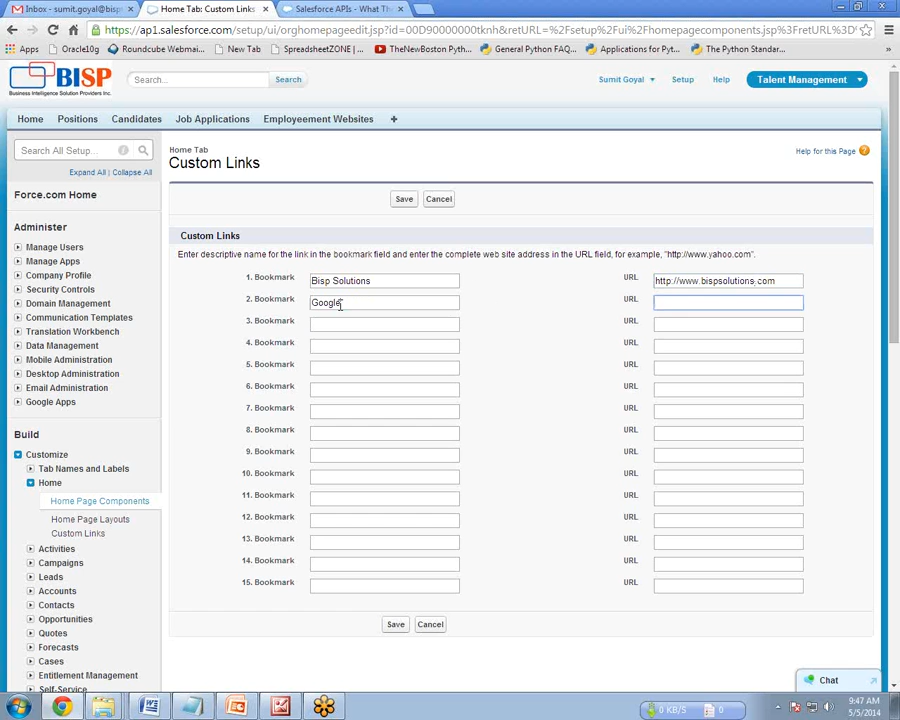 Inbox - sumit.goyal@bisp
Home Tab: Custom Links
Salesforce APIs - What Th
https://ap1.salesforce.com/setup/ui/orghomepageedit.jsp?id=00D90000000tknh&retURL=%2Fsetup%2Fui%2Fhomepagecomponents.jsp%3FretURL%3D%
Apps
Oracle10g
Roundcube Webmai...
New Tab
SpreadsheetZONE |...
TheNewBoston Pyth...
General Python FAQ...
Applications for Pyt...
The Python Standar...
BISP
Business Intelligence Solution Providers Inc.
Search...
Search
Sumit Goyal
Setup
Help
Talent Management
Home
Positions
Candidates
Job Applications
Employeement Websites
+
Search All Setup...
Expand All | Collapse All
Force.com Home
Administer
Manage Users
Manage Apps
Company Profile
Security Controls
Domain Management
Communication Templates
Translation Workbench
Data Management
Mobile Administration
Desktop Administration
Email Administration
Google Apps
Build
Customize
Tab Names and Labels
Home
Home Page Components
Home Page Layouts
Custom Links
Activities
Campaigns
Leads
Accounts
Contacts
Opportunities
Quotes
Forecasts
Cases
Entitlement Management
Self-Service
Home Tab
Custom Links
Help for this Page
Save
Cancel
Custom Links
Enter descriptive name for the link in the bookmark field and enter the complete web site address in the URL field, for example, "http://www.yahoo.com".
1. Bookmark Bisp Solutions URL http://www.bispsolutions.com
2. Bookmark Google URL
3. Bookmark URL
4. Bookmark URL
5. Bookmark URL
6. Bookmark URL
7. Bookmark URL
8. Bookmark URL
9. Bookmark URL
10. Bookmark URL
11. Bookmark URL
12. Bookmark URL
13. Bookmark URL
14. Bookmark URL
15. Bookmark URL
Save
Cancel
Chat
0 KB/s
0
9:47 AM
5/5/2014